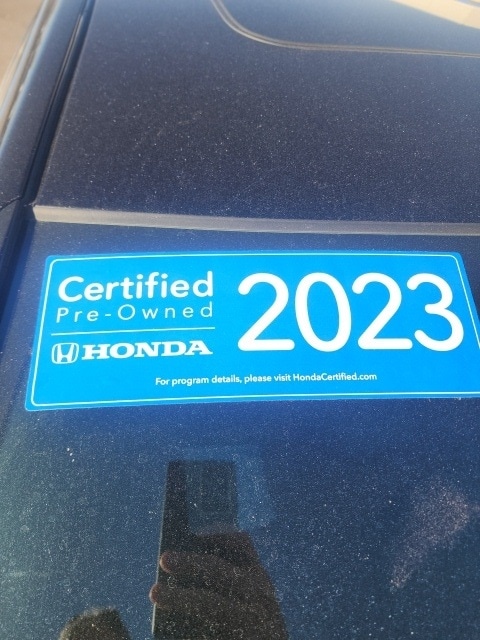 Certified
Pre-Owned
HONDA
2023
For program details, please visit HondaCertified.com